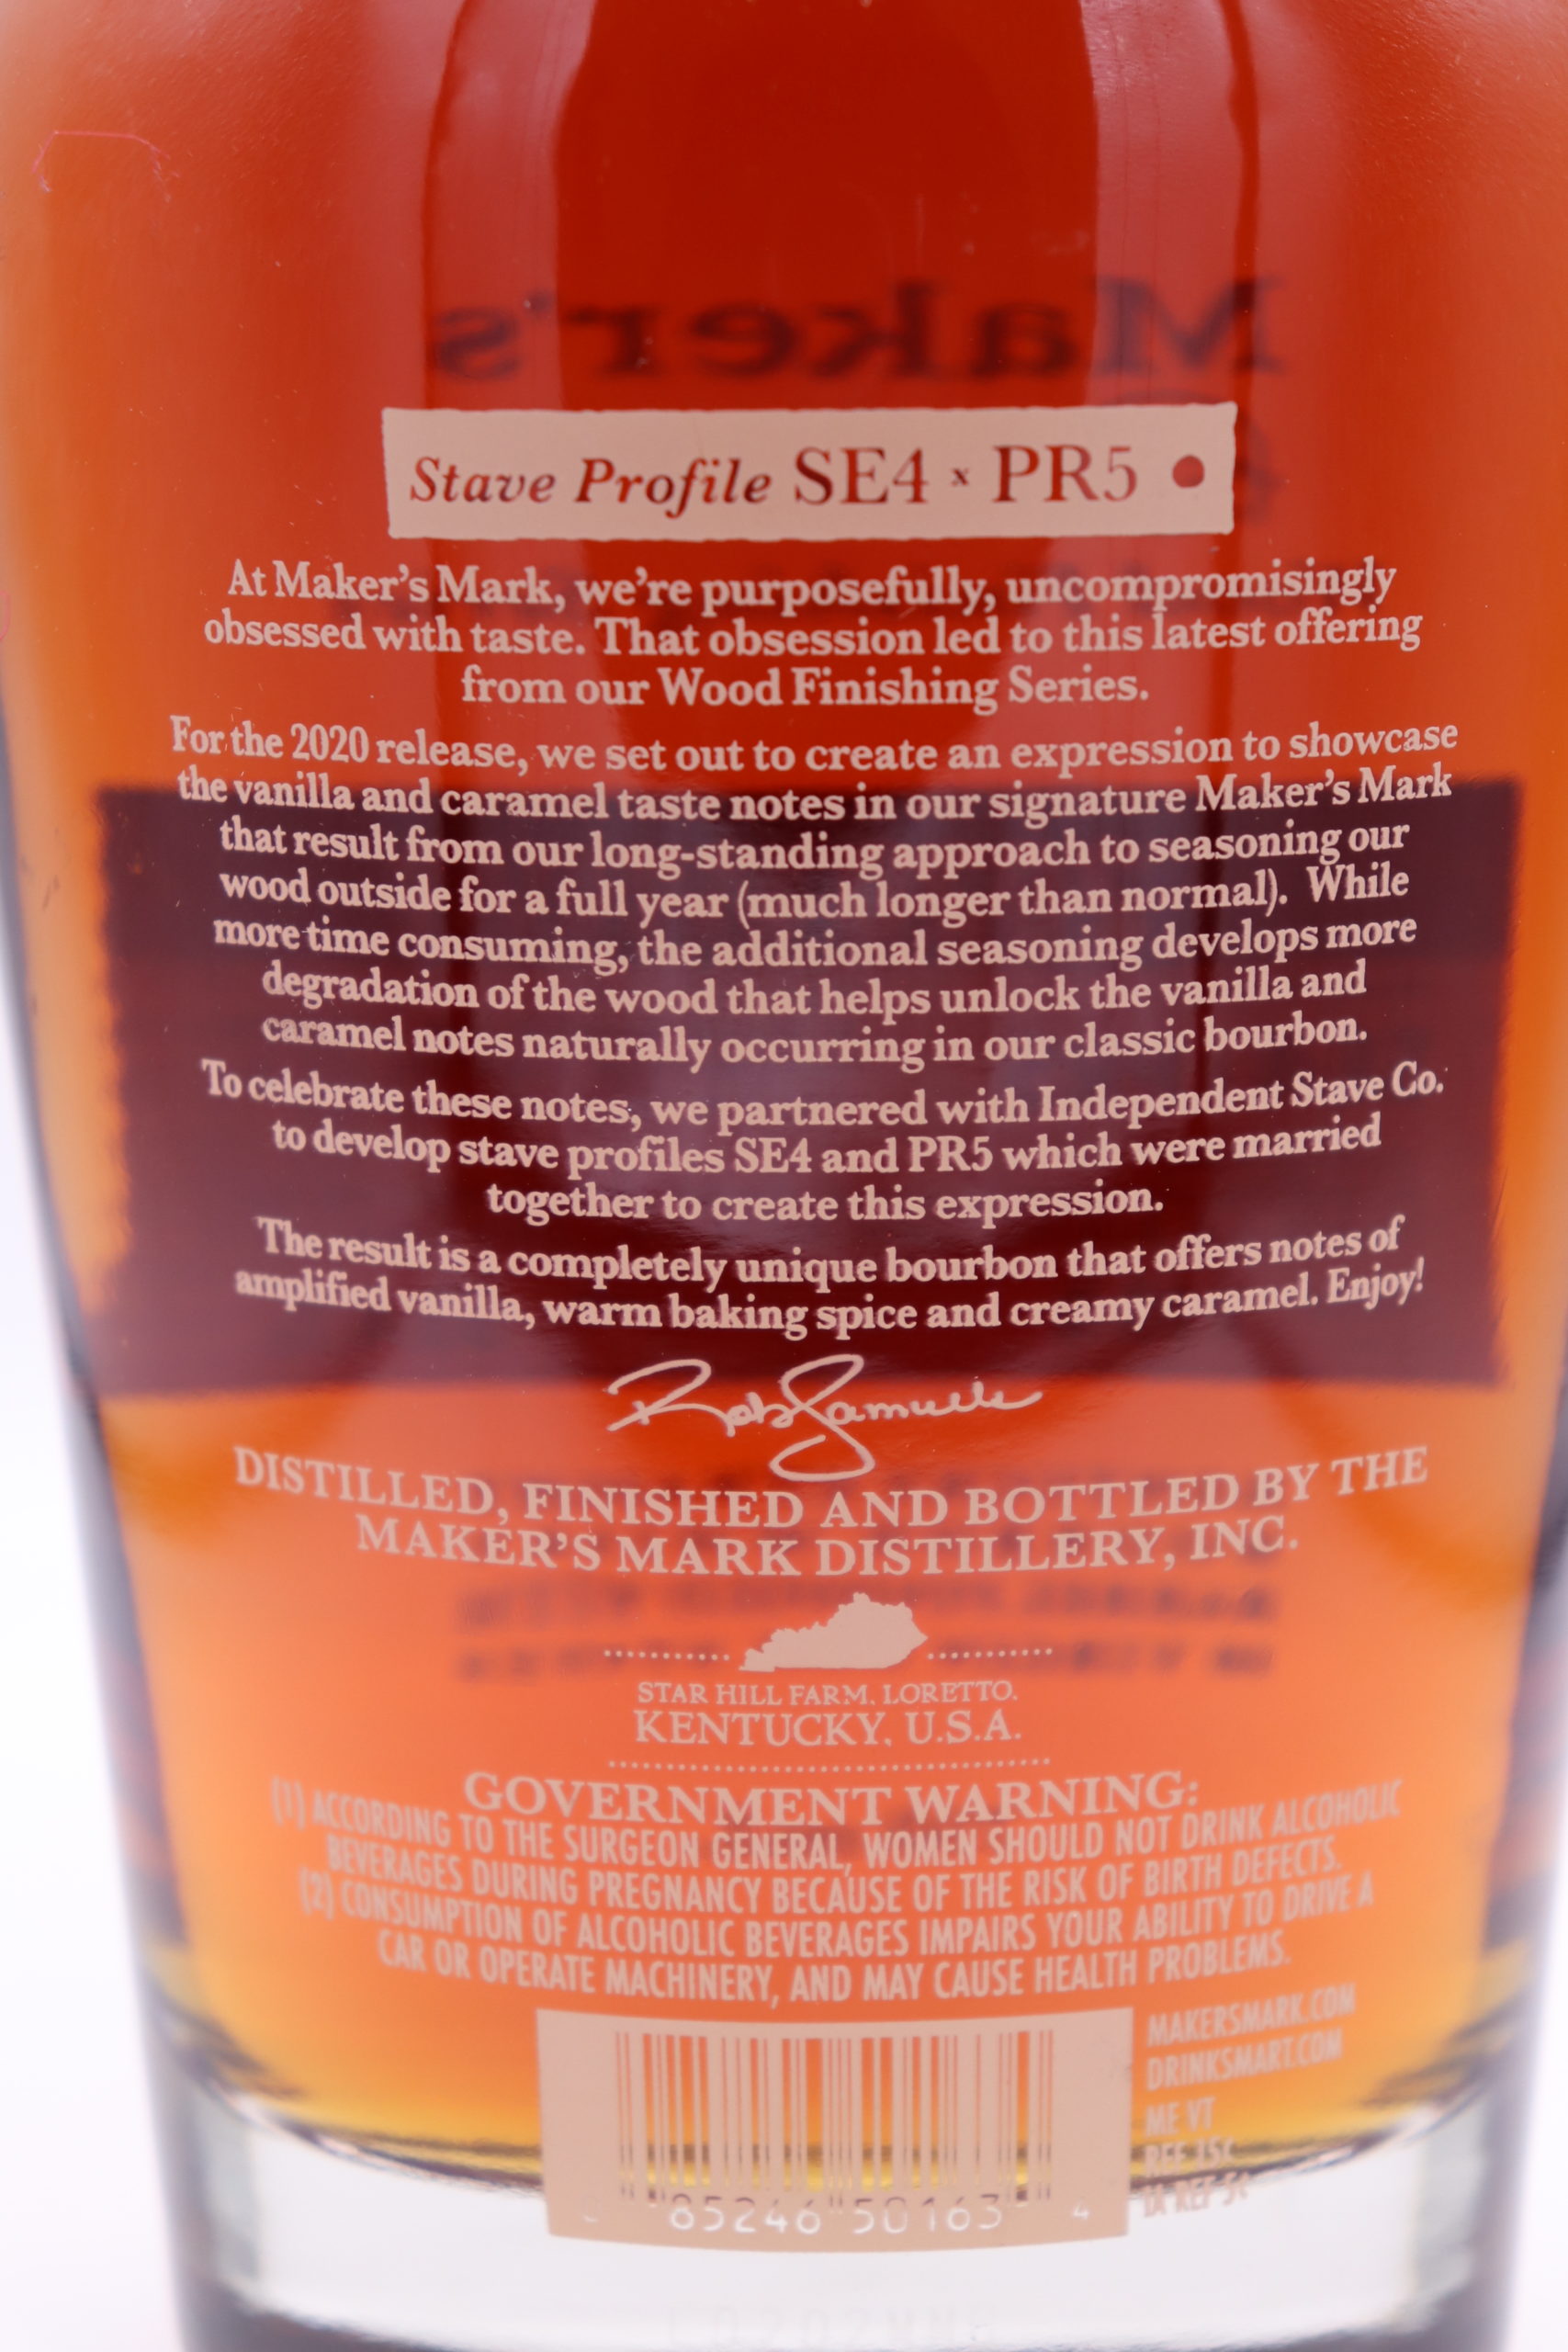 Maker's
Stave Profile SE4 x PR5 •
At Maker's Mark, we're purposefully, uncompromisingly
obsessed with taste. That obsession led to this latest offering
from our Wood Finishing Series.
For the 2020 release, we set out to create an expression to showcase
the vanilla and caramel taste notes in our signature Maker's Mark
that result from our long-standing approach to seasoning our
wood outside for a full year (much longer than normal). While
more time consuming, the additional seasoning develops more
degradation of the wood that helps unlock the vanilla and
caramel notes naturally occurring in our classic bourbon.
To celebrate these notes, we partnered with Independent Stave Co.
to develop stave profiles SE4 and PR5 which were married
together to create this expression.
The result is a completely unique bourbon that offers notes of
amplified vanilla, warm baking spice and creamy caramel. Enjoy!
Rob Samuels
DISTILLED, FINISHED AND BOTTLED BY THE
MAKER'S MARK DISTILLERY, INC.
STAR HILL FARM, LORETTO,
KENTUCKY, U.S.A.
GOVERNMENT WARNING:
(1) ACCORDING TO THE SURGEON GENERAL, WOMEN SHOULD NOT DRINK ALCOHOLIC
BEVERAGES DURING PREGNANCY BECAUSE OF THE RISK OF BIRTH DEFECTS.
(2) CONSUMPTION OF ALCOHOLIC BEVERAGES IMPAIRS YOUR ABILITY TO DRIVE A
CAR OR OPERATE MACHINERY, AND MAY CAUSE HEALTH PROBLEMS.
MAKERSMARK.COM
DRINKSMART.COM
ME VT
REF 15¢
IA REF 5¢
85246 50163 4